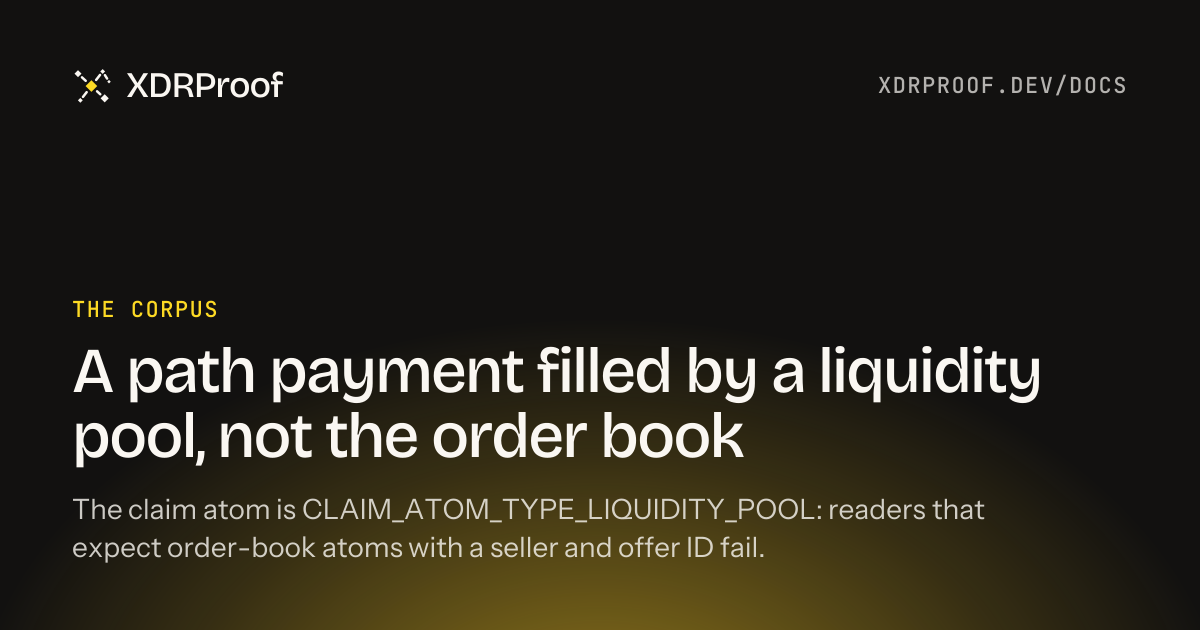 XDRProof
XDRPROOF.DEV/DOCS
THE CORPUS
A path payment filled by a liquidity
pool, not the order book
The claim atom is CLAIM_ATOM_TYPE_LIQUIDITY_POOL: readers that
expect order-book atoms with a seller and offer ID fail.